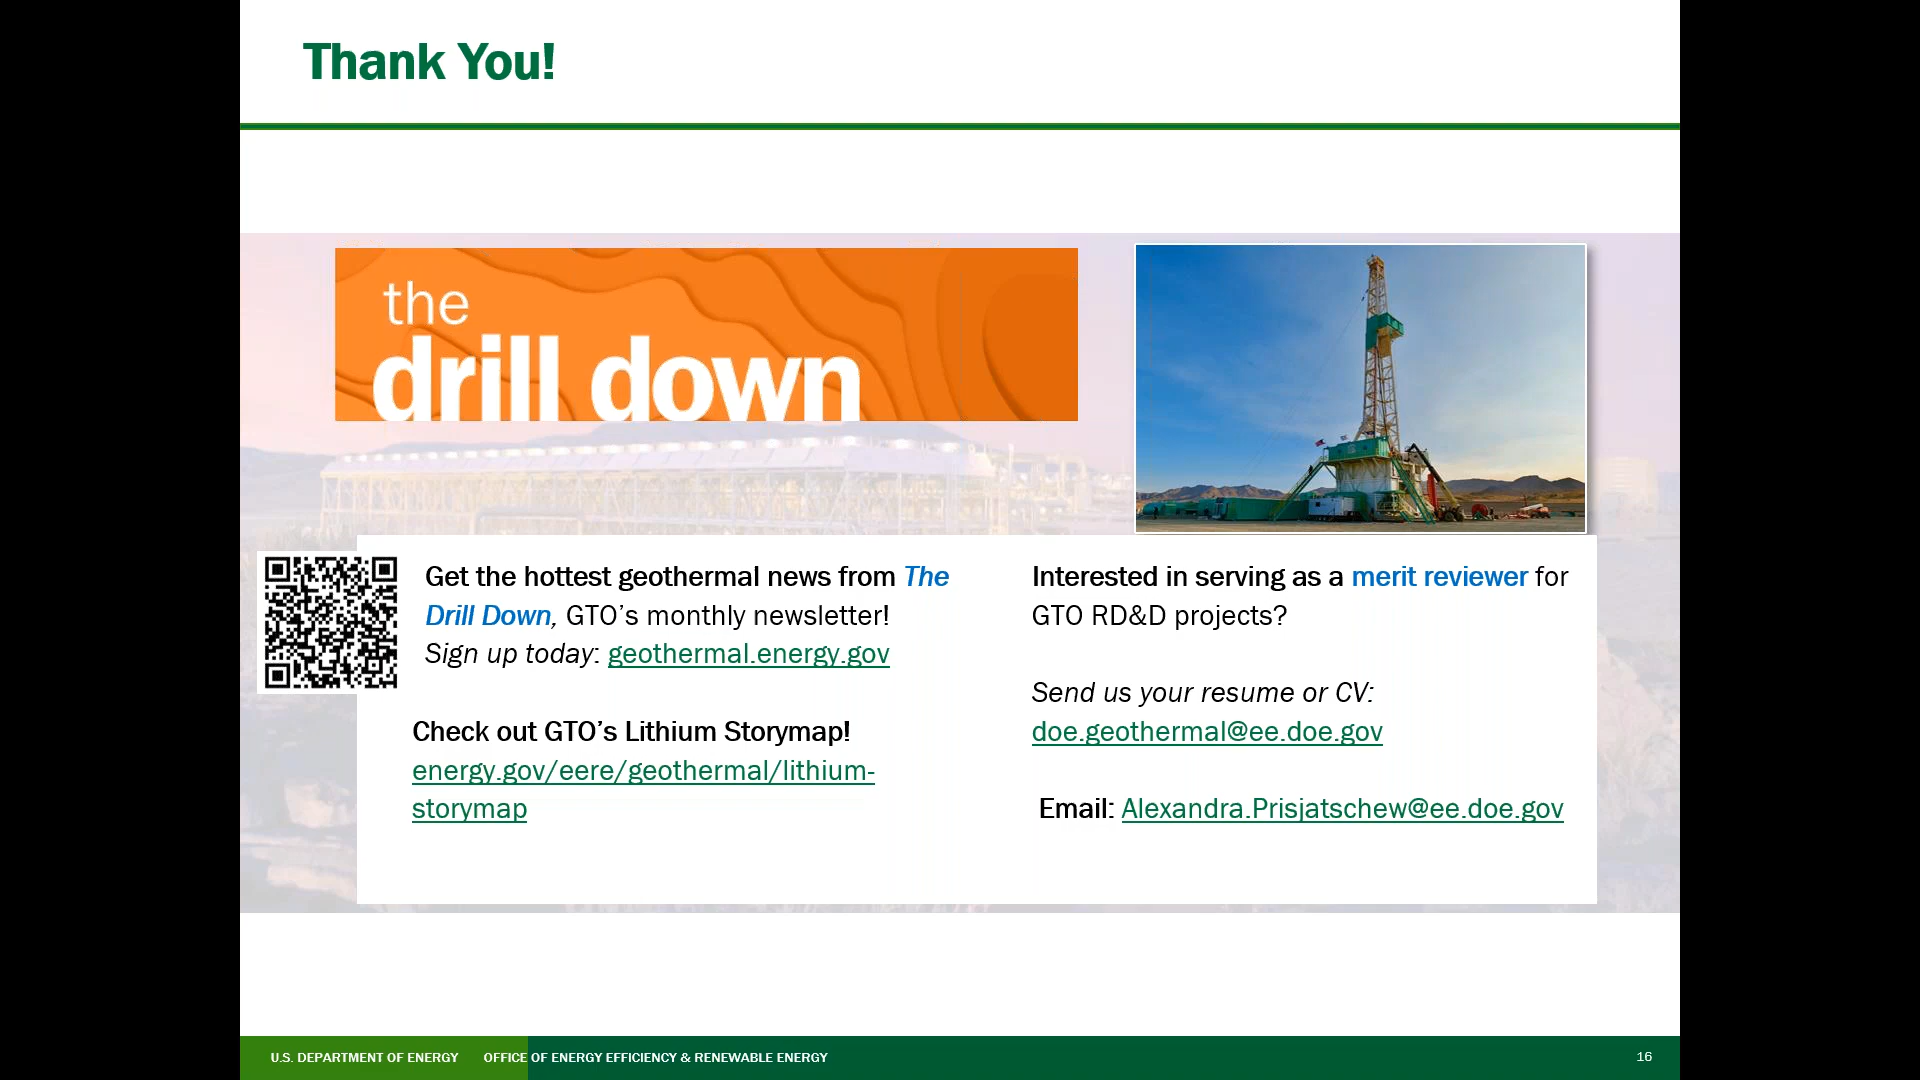 Thank You!
the
drill down
Get the hottest geothermal news from The
Drill Down, GTO’s monthly newsletter!
Sign up today: geothermal.energy.gov
Check out GTO’s Lithium Storymap!
energy.gov/eere/geothermal/lithium-
storymap
Interested in serving as a merit reviewer for
GTO RD&D projects?
Send us your resume or CV:
doe.geothermal@ee.doe.gov
Email: Alexandra.Prisjatschew@ee.doe.gov
U.S. DEPARTMENT OF ENERGY OFFICE OF ENERGY EFFICIENCY & RENEWABLE ENERGY
16